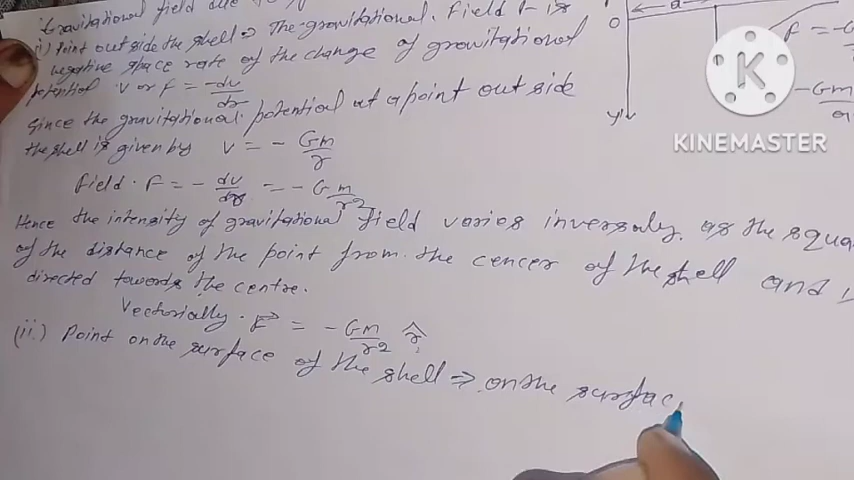 Gravitational field due
i) Point out side the shell ⇒ The gravitational. Field F is
negative space rate of the change of gravitational
potential V or F = -dv/dr
Since the gravitational potential at a point out side
the shell is given by V = - Gm/r
field. F = - dv/dr = - G m/r2
Hence the intensity of gravitational field varies inversaly. as the squa
of the distance of the point from the cencer of the shell and
directed towards the centre.
Vectorially. F→ = - Gm/r2 r̂
(ii.) Point on the surface of the shell ⇒ on the surfac
a
O
y'
F = -G
-Gm/a
K
KINEMASTER